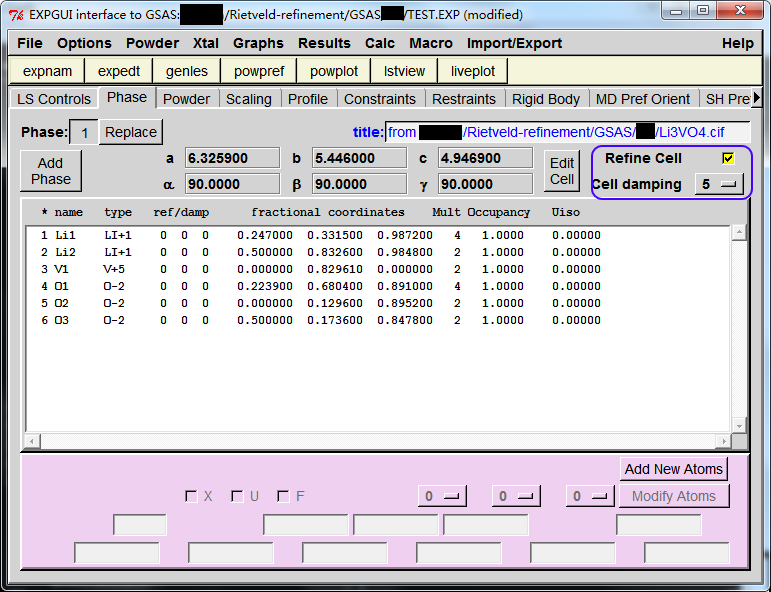 EXPGUI interface to GSAS: /Rietveld-refinement/GSAS /TEST.EXP (modified)
File Options Powder Xtal Graphs Results Calc Macro Import/Export Help
expnam expedt genles powpref powplot lstview liveplot
LS Controls Phase Powder Scaling Profile Constraints Restraints Rigid Body MD Pref Orient SH Pre
Phase: 1 Replace title: from /Rietveld-refinement/GSAS/ /Li3VO4.cif
Add Phase a 6.325900 b 5.446000 c 4.946900 Edit Cell Refine Cell
α 90.0000 β 90.0000 γ 90.0000 Cell damping 5
* name type ref/damp fractional coordinates Mult Occupancy Uiso
1 Li1 LI+1 0 0 0 0.247000 0.331500 0.987200 4 1.0000 0.00000
2 Li2 LI+1 0 0 0 0.500000 0.832600 0.984800 2 1.0000 0.00000
3 V1 V+5 0 0 0 0.000000 0.829610 0.000000 2 1.0000 0.00000
4 O1 O-2 0 0 0 0.223900 0.680400 0.891000 4 1.0000 0.00000
5 O2 O-2 0 0 0 0.000000 0.129600 0.895200 2 1.0000 0.00000
6 O3 O-2 0 0 0 0.500000 0.173600 0.847800 2 1.0000 0.00000
Add New Atoms
X U F 0 0 0 Modify Atoms